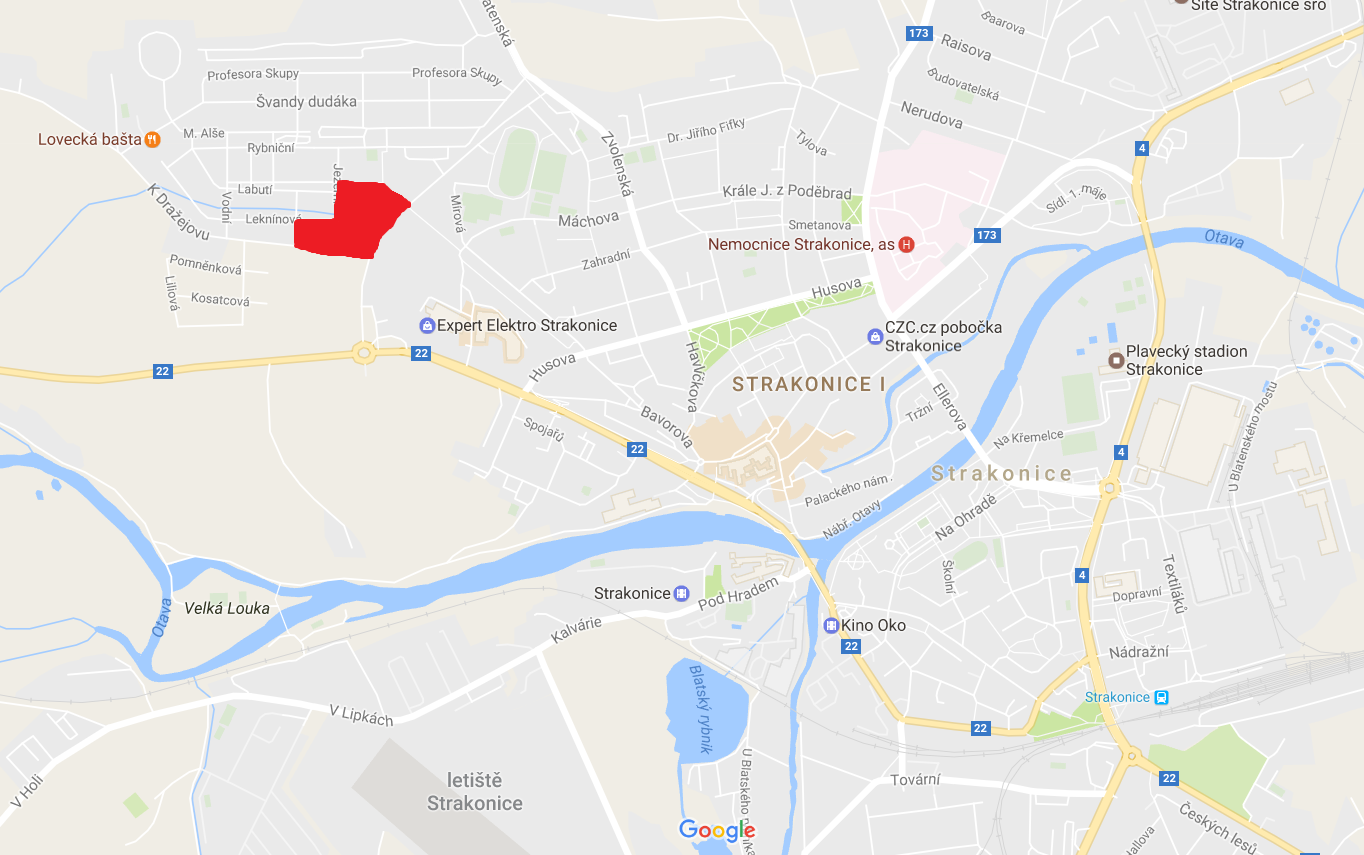 Sité Strakonice sro
Baarova
173
Raisova
Budovatelská
Nerudova
4
Profesora Skupy
Profesora Skupy
Švandy dudáka
M. Alše
Lovecká bašta
Rybniční
Zvolenská
Dr. Jiřího Fifky
Tylova
Labutí
Vodní
Leknínová
K Dražejovu
Mírová
Máchova
Krále J. z Poděbrad
Smetanova
Sídl. 1. máje
173
Otava
Nemocnice Strakonice, as
H
Zahradní
Pomněnková
Liliová
Kosatcová
Husova
Expert Elektro Strakonice
CZC.cz pobočka
Strakonice
22
22
Husova
Havlíčkova
STRAKONICE I
Plavecký stadion
Strakonice
Ellerova
Tržní
Bavorova
Spojařů
22
Na Křemelce
4
U Blatenského mostu
Strakonice
Palackého nám.
Nábř. Otavy
Na Ohradě
Školní
4
Textiláků
Dopravní
Strakonice
Pod Hradem
Velká Louka
Otava
Kalvárie
Kino Oko
22
Nádražní
Blatský rybník
Strakonice
V Lipkách
22
V Holi
letiště
Strakonice
Tovární
22
Českých lesů
Google